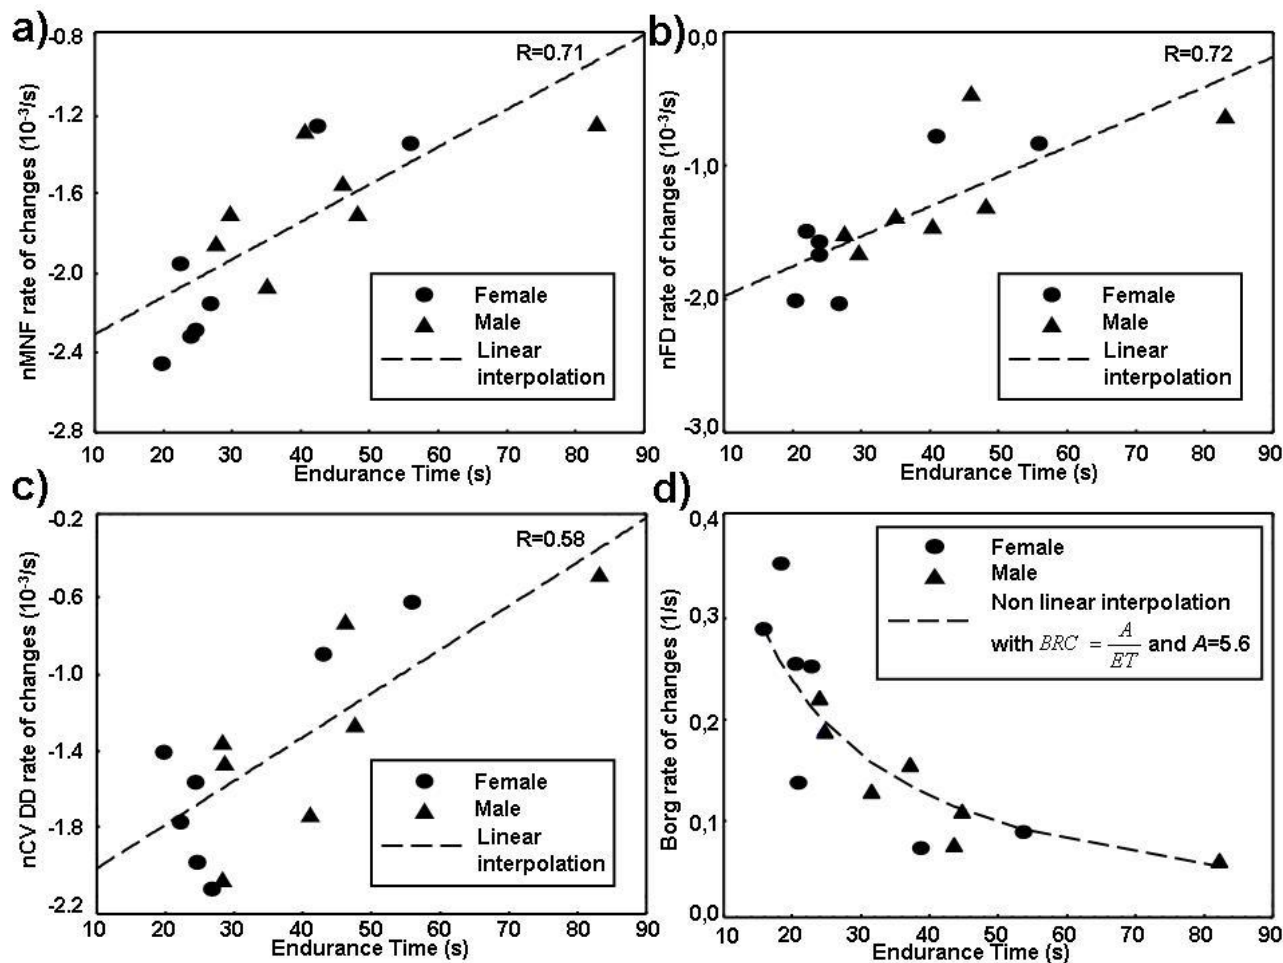 a)
-0.8
-1.2
-1.6
-2.0
-2.4
-2.8
nMNF rate of changes (10⁻³/s)
R=0.71
Female
Male
Linear
interpolation
10 20 30 40 50 60 70 80 90
Endurance Time (s)
b)
0,0
-1,0
-2,0
-3,0
nFD rate of changes (10⁻³/s)
R=0.72
Female
Male
Linear
interpolation
10 20 30 40 50 60 70 80 90
Endurance Time (s)
c)
-0.2
-0.6
-1.0
-1.4
-1.8
-2.2
nCV DD rate of changes (10⁻³/s)
R=0.58
Female
Male
Linear
interpolation
10 20 30 40 50 60 70 80 90
Endurance Time (s)
d)
0,4
0,3
0,2
0,1
0,0
Borg rate of changes (1/s)
Female
Male
Non linear interpolation
with BRC = A/ET and A=5.6
10 20 30 40 50 60 70 80 90
Endurance Time (s)